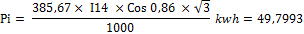 Pi = 385,67 × I14 × Cos 0,86 × √3 / 1000 kwh = 49,7993